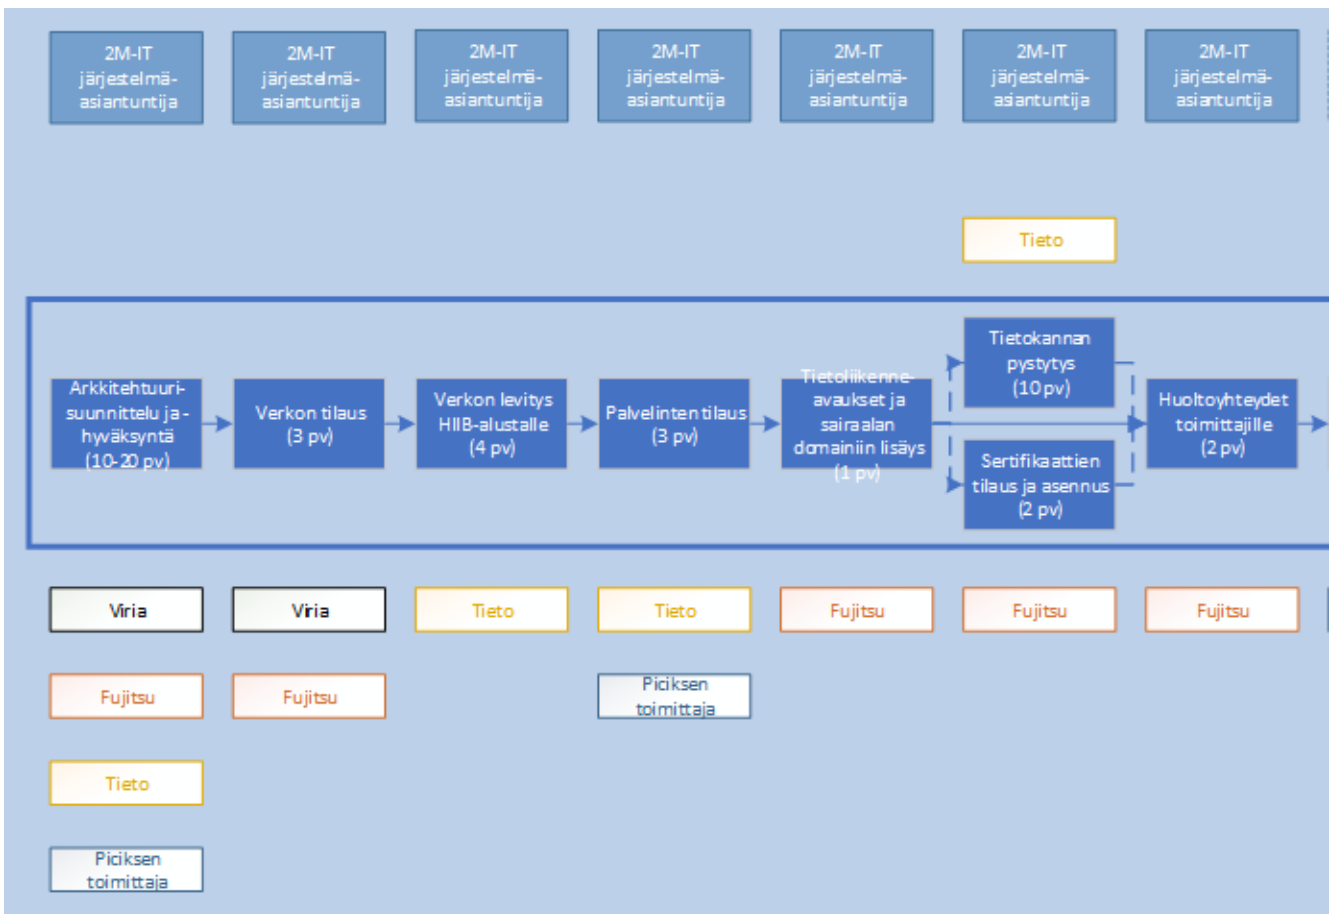 2M-IT
järjestelmä-
asiantuntija
2M-IT
järjestelmä-
asiantuntija
2M-IT
järjestelmä-
asiantuntija
2M-IT
järjestelmä-
asiantuntija
2M-IT
järjestelmä-
asiantuntija
2M-IT
järjestelmä-
asiantuntija
2M-IT
järjestelmä-
asiantuntija
Tieto
Arkkitehtuuri-
suunnittelu ja -
hyväksyntä
(10-20 pv)
Verkon tilaus
(3 pv)
Verkon levitys
HIIB-alustalle
(4 pv)
Palvelinten tilaus
(3 pv)
Tietoliikenne-
avaukset ja
sairaalan
domainiin lisäys
(1 pv)
Tietokannan
pystytys
(10 pv)
Sertifikaattien
tilaus ja asennus
(2 pv)
Huoltoyhteydet
toimittajille
(2 pv)
Viria
Viria
Tieto
Tieto
Fujitsu
Fujitsu
Fujitsu
Fujitsu
Fujitsu
Piciksen
toimittaja
Tieto
Piciksen
toimittaja